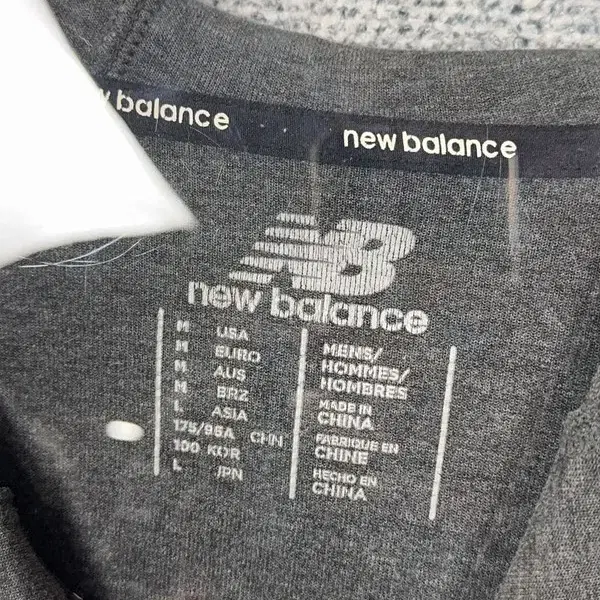 new balance
new balance
NB
new balance
M USA
M EURO
M AUS
M BRZ
L ASIA
175/96A CHN
100 KOR
L JPN
MENS/
HOMMES/
HOMBRES
MADE IN
CHINA
FABRIQUE EN
CHINE
HECHO EN
CHINA